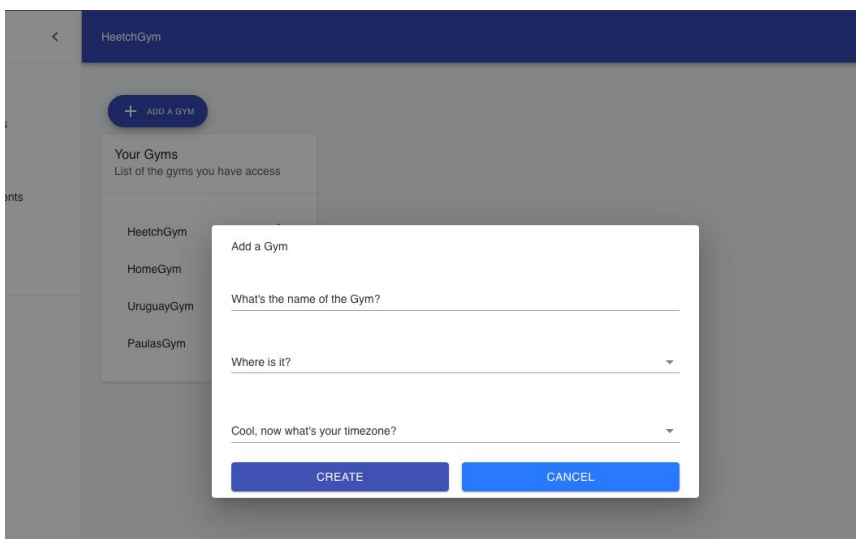 HeetchGym
ADD A GYM
Your Gyms
List of the gyms you have access
ents
HeetchGym
HomeGym
UruguayGym
PaulasGym
Add a Gym
What's the name of the Gym?
Where is it?
Cool, now what's your timezone?
CREATE
CANCEL